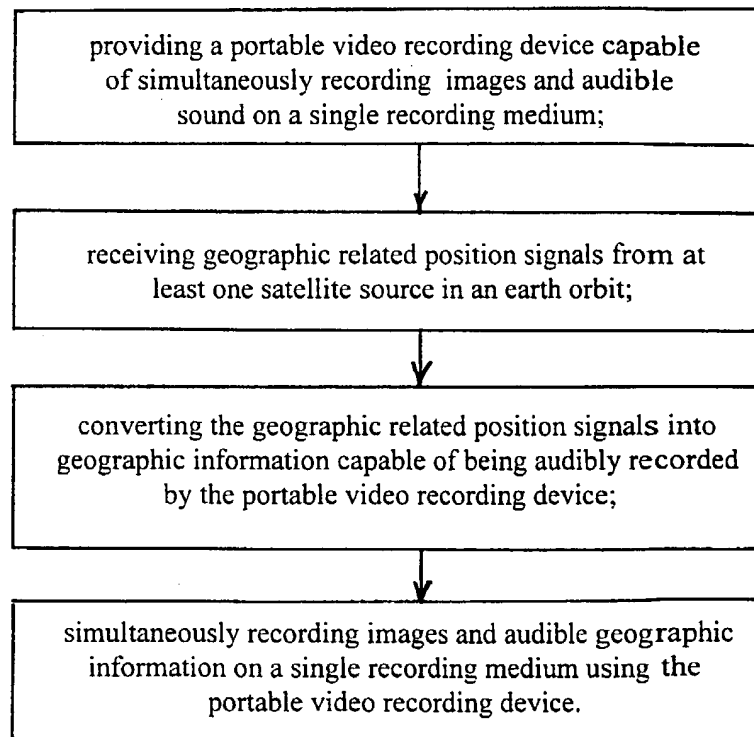 providing a portable video recording device capable
of simultaneously recording images and audible
sound on a single recording medium;
receiving geographic related position signals from at
least one satellite source in an earth orbit;
converting the geographic related position signals into
geographic information capable of being audibly recorded
by the portable video recording device;
simultaneously recording images and audible geographic
information on a single recording medium using the
portable video recording device.